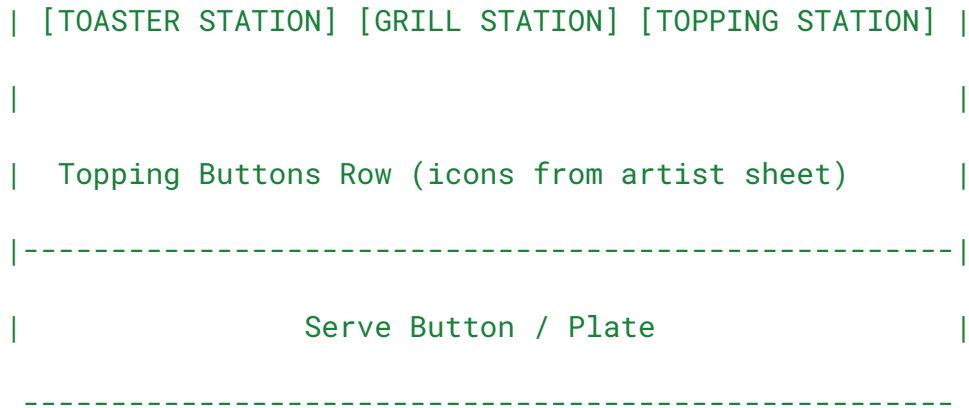 | [TOASTER STATION] [GRILL STATION] [TOPPING STATION] |
|                                                     |
|  Topping Buttons Row (icons from artist sheet)      |
|-----------------------------------------------------|
|                Serve Button / Plate                 |
 -----------------------------------------------------